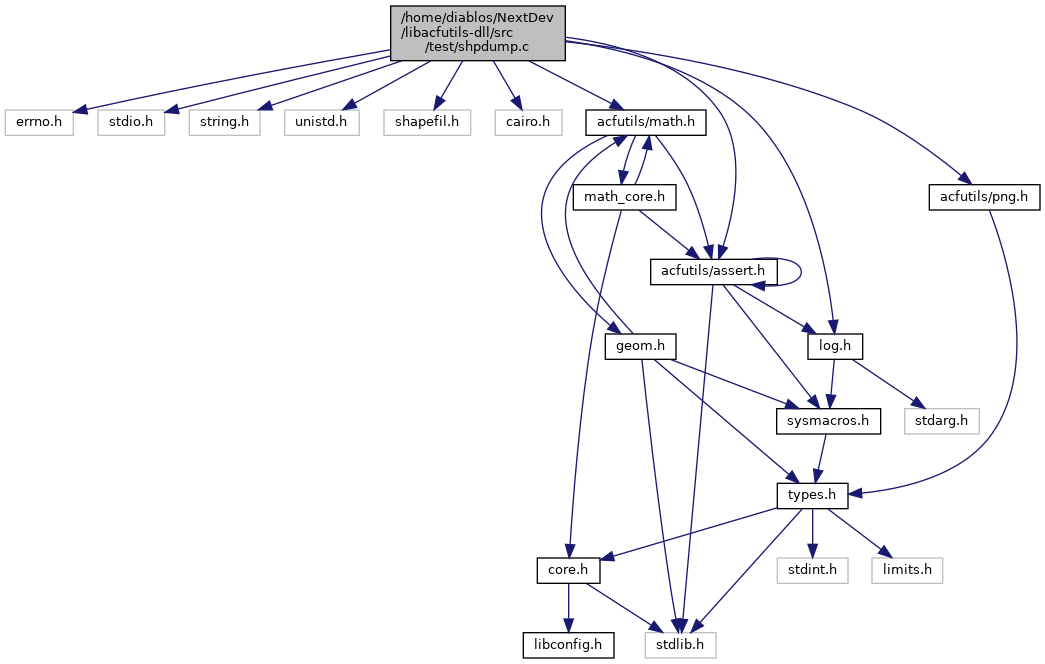 /home/diablos/NextDev
/libacfutils-dll/src
/test/shpdump.c
errno.h
stdio.h
string.h
unistd.h
shapefil.h
cairo.h
acfutils/math.h
math_core.h
acfutils/png.h
acfutils/assert.h
geom.h
log.h
sysmacros.h
stdarg.h
types.h
core.h
stdint.h
limits.h
libconfig.h
stdlib.h